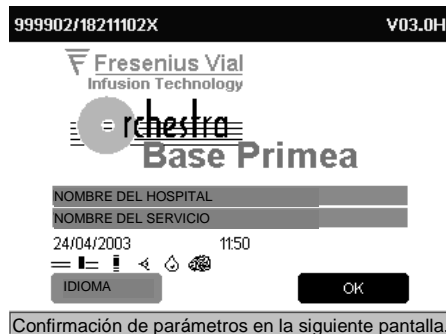 999902/18211102X V03.0H
Fresenius Vial
Infusion Technology
Orchestra
Base Primea
NOMBRE DEL HOSPITAL
NOMBRE DEL SERVICIO
24/04/2003 11:50
IDIOMA OK
Confirmación de parámetros en la siguiente pantalla